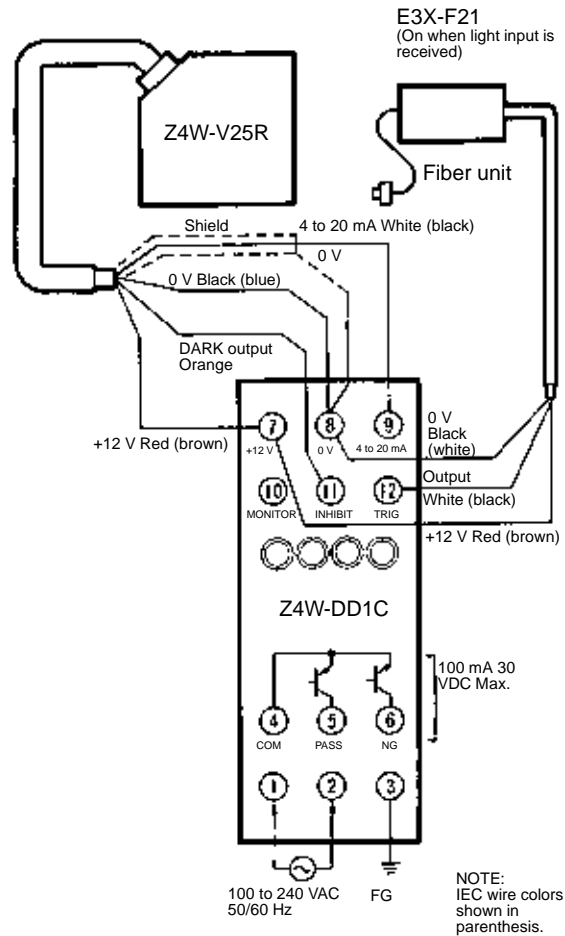 E3X-F21
(On when light input is
received)
Z4W-V25R
Fiber unit
Shield
4 to 20 mA White (black)
0 V
0 V Black (blue)
DARK output
Orange
+12 V Red (brown)
7
8
9
+12 V
0 V
4 to 20 mA
0 V
Black
(white)
Output
White (black)
10
11
12
MONITOR
INHIBIT
TRIG
+12 V Red (brown)
Z4W-DD1C
100 mA 30
VDC Max.
4
5
6
COM
PASS
NG
1
2
3
100 to 240 VAC
50/60 Hz
FG
NOTE:
IEC wire colors
shown in
parenthesis.